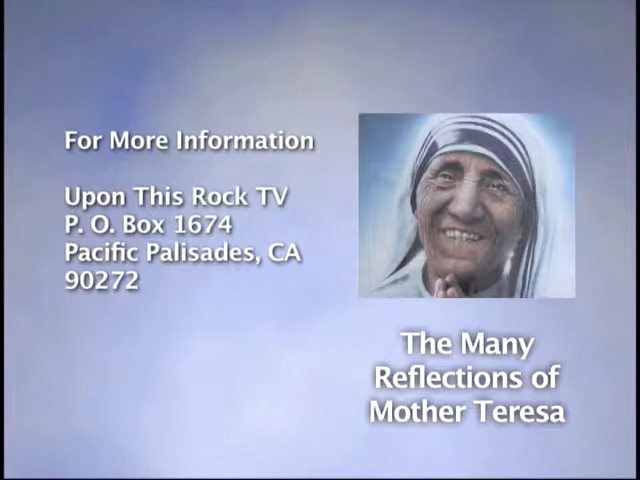 For More Information
Upon This Rock TV
P. O. Box 1674
Pacific Palisades, CA
90272
The Many
Reflections of
Mother Teresa